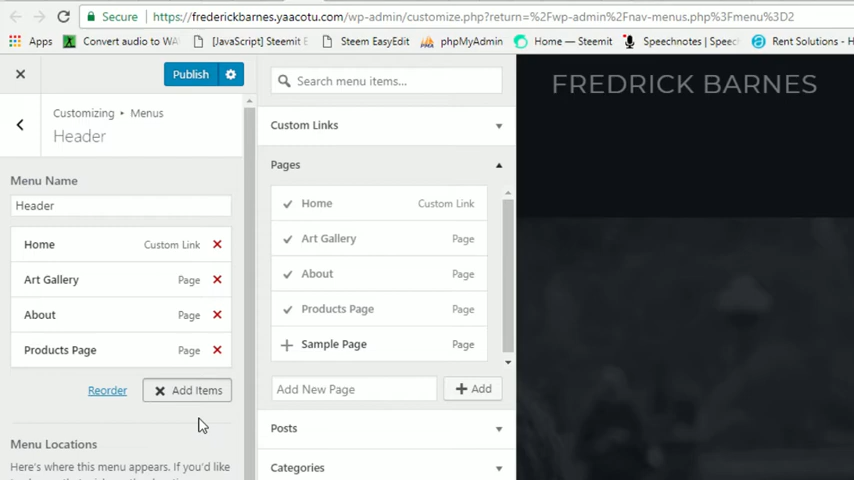 Secure https://frederickbarnes.yaacotu.com/wp-admin/customize.php?return=%2Fwp-admin%2Fnav-menus.php%3Fmenu%3D2
Apps Convert audio to WA [JavaScript] Steemit E Steem EasyEdit phpMyAdmin Home — Steemit Speechnotes | Speech Rent Solutions - H
Publish
Customizing ▸ Menus
Header
Menu Name
Header
Home Custom Link
Art Gallery Page
About Page
Products Page Page
Reorder Add Items
Menu Locations
Here's where this menu appears. If you'd like
Search menu items...
Custom Links
Pages
Home Custom Link
Art Gallery Page
About Page
Products Page Page
Sample Page Page
Add New Page Add
Posts
Categories
FREDRICK BARNES